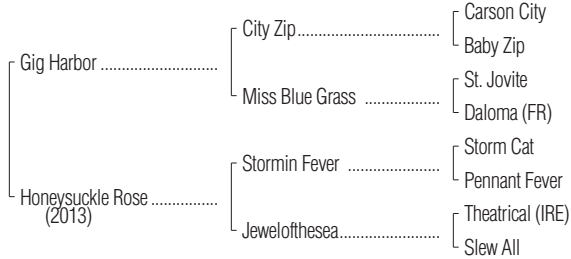 Carson City
City Zip..................................
Baby Zip
Gig Harbor ............................
St. Jovite
Miss Blue Grass ..................
Daloma (FR)
Storm Cat
Stormin Fever ......................
Pennant Fever
Honeysuckle Rose ................
(2013)
Theatrical (IRE)
Jewelofthesea........................
Slew All